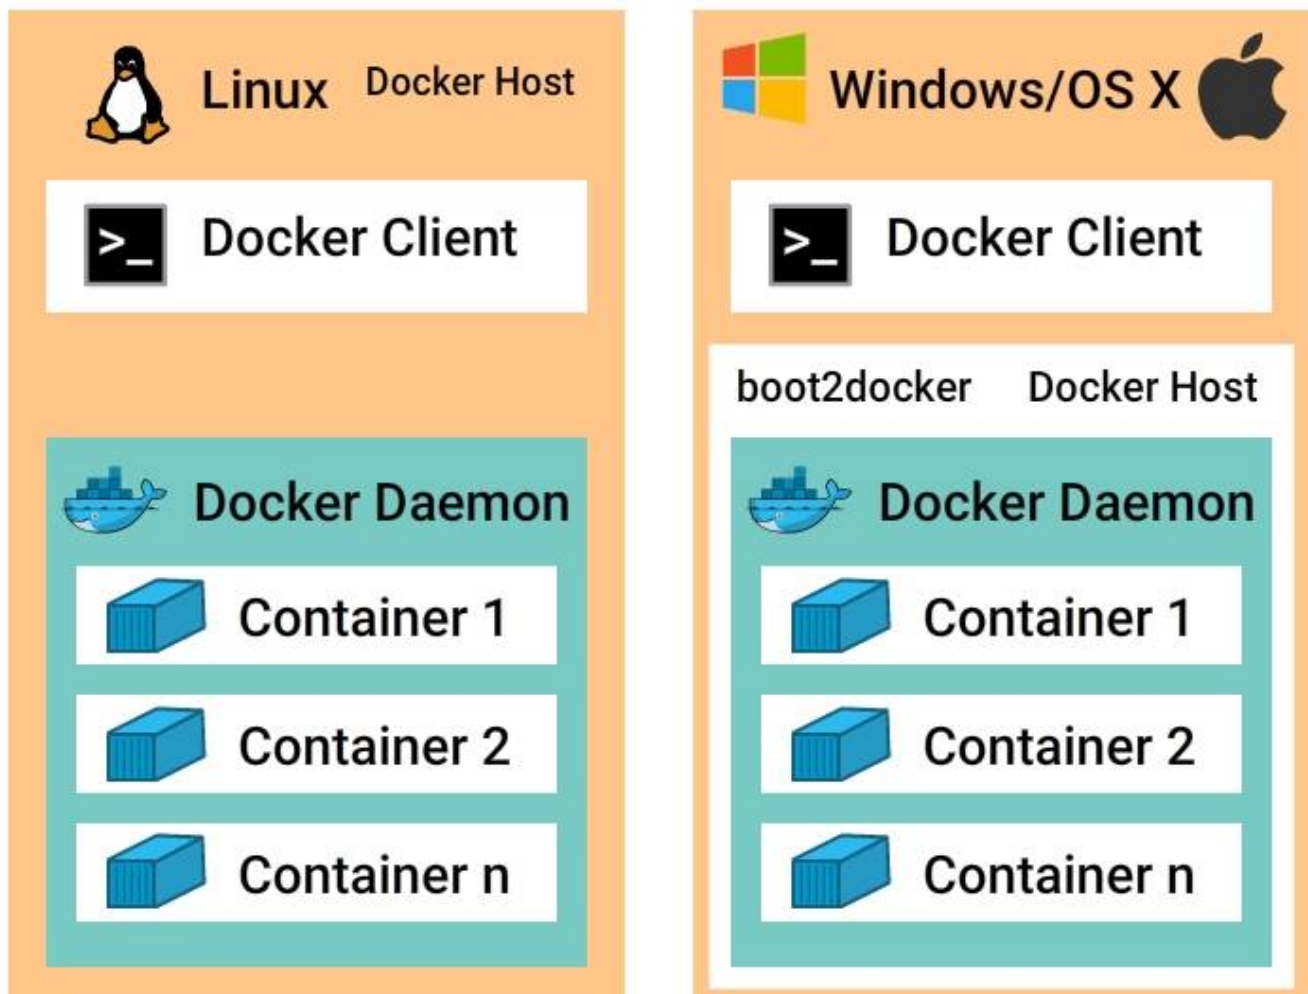 Linux Docker Host
>_ Docker Client
Docker Daemon
Container 1
Container 2
Container n
Windows/OS X
>_ Docker Client
boot2docker Docker Host
Docker Daemon
Container 1
Container 2
Container n